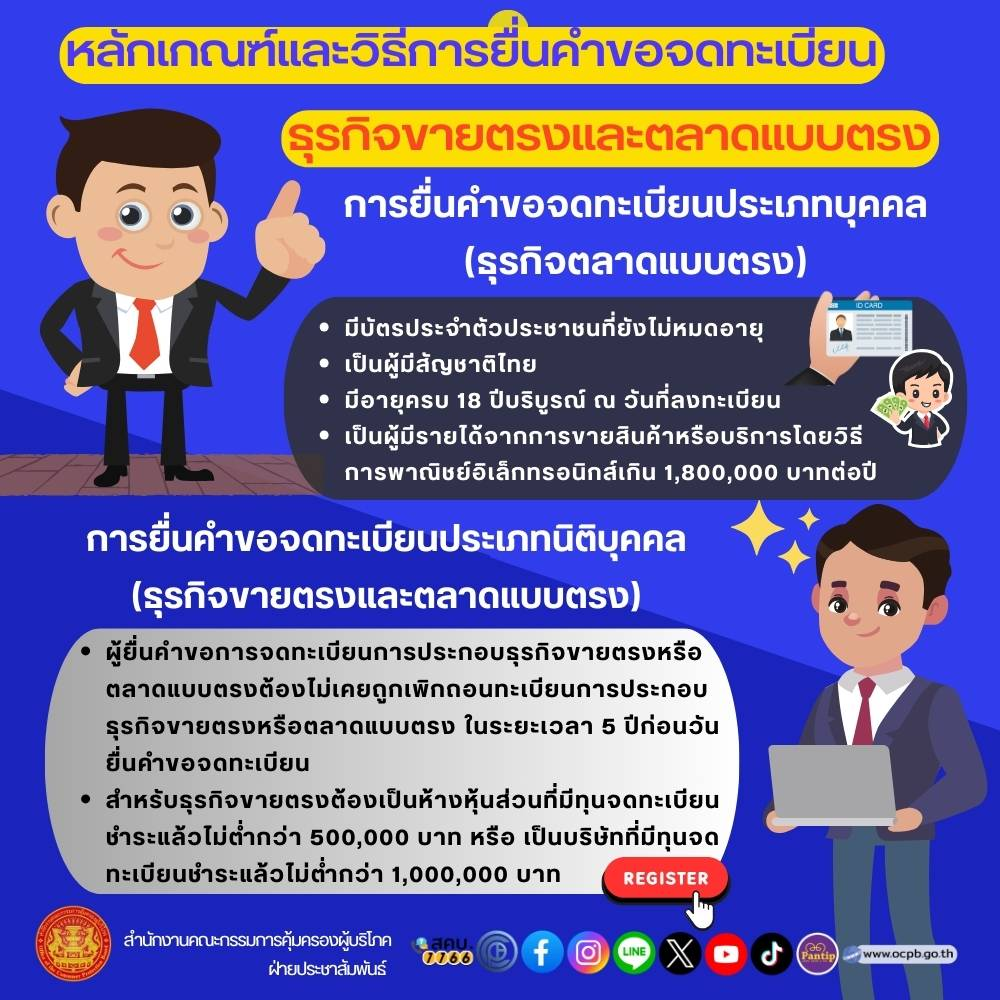 หลักเกณฑ์และวิธีการยื่นคำขอจดทะเบียน
ธุรกิจขายตรงและตลาดแบบตรง
การยื่นคำขอจดทะเบียนประเภทบุคคล
(ธุรกิจตลาดแบบตรง)
ID CARD
• มีบัตรประจำตัวประชาชนที่ยังไม่หมดอายุ
• เป็นผู้มีสัญชาติไทย
• มีอายุครบ 18 ปีบริบูรณ์ ณ วันที่ลงทะเบียน
• เป็นผู้มีรายได้จากการขายสินค้าหรือบริการโดยวิธี
การพาณิชย์อิเล็กทรอนิกส์เกิน 1,800,000 บาทต่อปี
การยื่นคำขอจดทะเบียนประเภทนิติบุคคล
(ธุรกิจขายตรงและตลาดแบบตรง)
• ผู้ยื่นคำขอการจดทะเบียนการประกอบธุรกิจขายตรงหรือ
ตลาดแบบตรงต้องไม่เคยถูกเพิกถอนทะเบียนการประกอบ
ธุรกิจขายตรงหรือตลาดแบบตรง ในระยะเวลา 5 ปีก่อนวัน
ยื่นคำขอจดทะเบียน
• สำหรับธุรกิจขายตรงต้องเป็นห้างหุ้นส่วนที่มีทุนจดทะเบียน
ชำระแล้วไม่ต่ำกว่า 500,000 บาท หรือ เป็นบริษัทที่มีทุนจด
ทะเบียนชำระแล้วไม่ต่ำกว่า 1,000,000 บาท
REGISTER
สำนักงานคณะกรรมการคุ้มครองผู้บริโภค
ฝ่ายประชาสัมพันธ์
สคบ.
1166
LINE
Pantip
www.ocpb.go.th